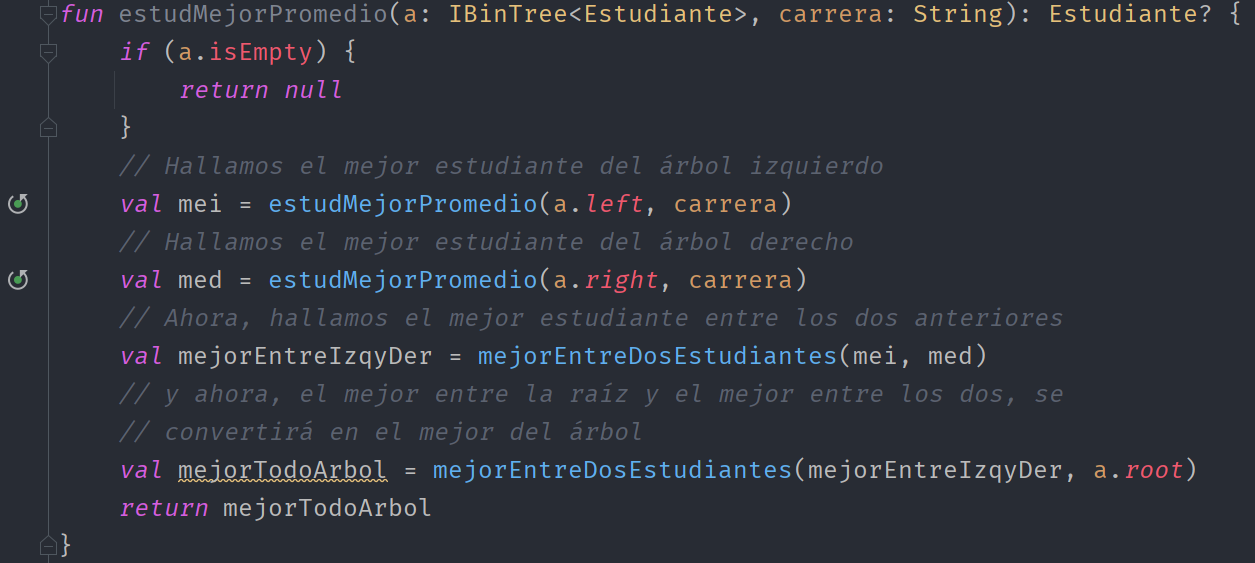 fun estudMejorPromedio(a: IBinTree<Estudiante>, carrera: String): Estudiante? {
    if (a.isEmpty) {
        return null
    }
    // Hallamos el mejor estudiante del árbol izquierdo
    val mei = estudMejorPromedio(a.left, carrera)
    // Hallamos el mejor estudiante del árbol derecho
    val med = estudMejorPromedio(a.right, carrera)
    // Ahora, hallamos el mejor estudiante entre los dos anteriores
    val mejorEntreIzqyDer = mejorEntreDosEstudiantes(mei, med)
    // y ahora, el mejor entre la raíz y el mejor entre los dos, se
    // convertirá en el mejor del árbol
    val mejorTodoArbol = mejorEntreDosEstudiantes(mejorEntreIzqyDer, a.root)
    return mejorTodoArbol
}